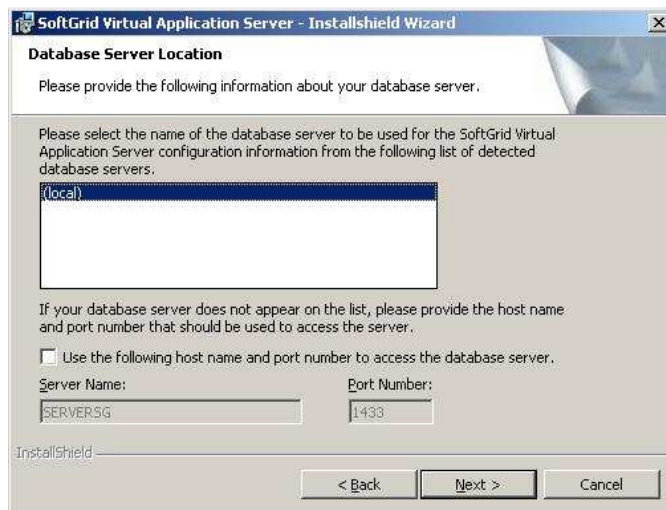 SoftGrid Virtual Application Server - Installshield Wizard
Database Server Location
Please provide the following information about your database server.
Please select the name of the database server to be used for the SoftGrid Virtual
Application Server configuration information from the following list of detected
database servers.
(local)
If your database server does not appear on the list, please provide the host name
and port number that should be used to access the server.
Use the following host name and port number to access the database server.
Server Name: Port Number:
SERVERSG 1433
InstallShield
< Back Next > Cancel